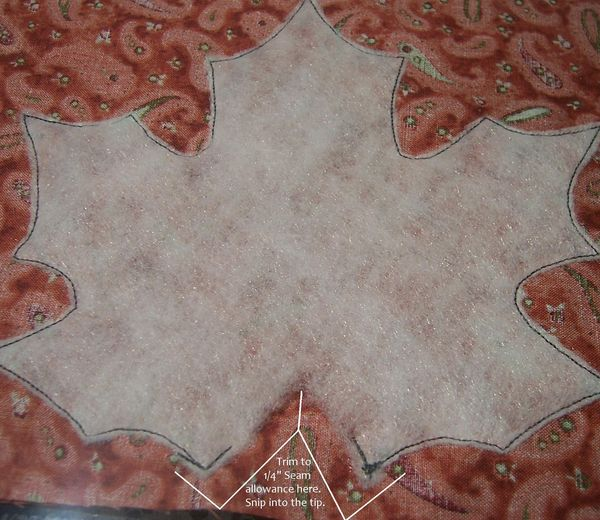 Trim to
1/4" Seam
allowance here.
Snip into the tip.